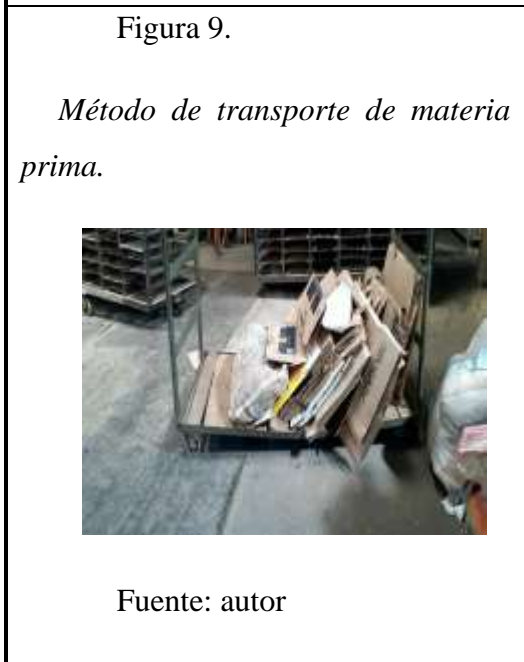 Figura 9.
Método de transporte de materia
prima.
Fuente: autor